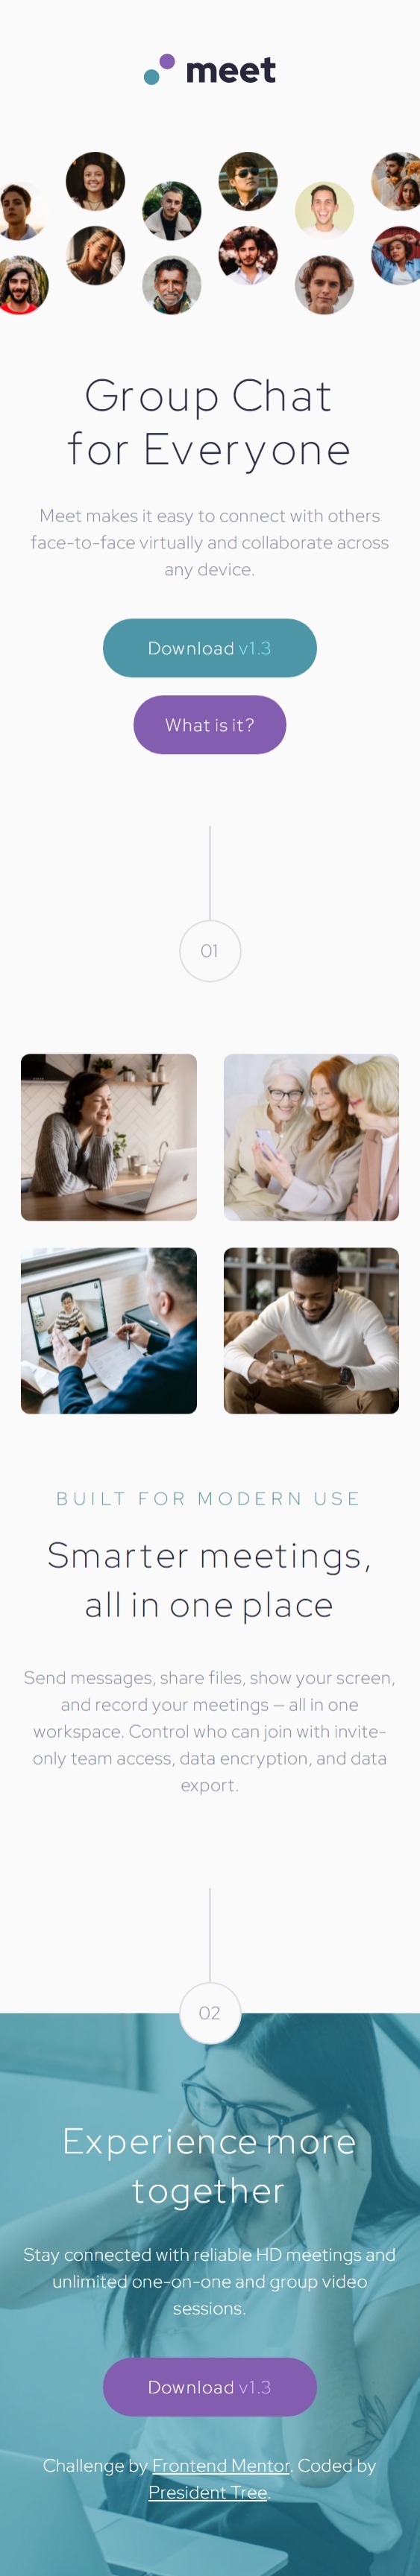 meet
Group Chat
for Everyone
Meet makes it easy to connect with others
face-to-face virtually and collaborate across
any device.
Download v1.3
What is it?
01
BUILT FOR MODERN USE
Smarter meetings,
all in one place
Send messages, share files, show your screen,
and record your meetings — all in one
workspace. Control who can join with invite-
only team access, data encryption, and data
export.
02
Experience more
together
Stay connected with reliable HD meetings and
unlimited one-on-one and group video
sessions.
Download v1.3
Challenge by Frontend Mentor. Coded by
President Tree.